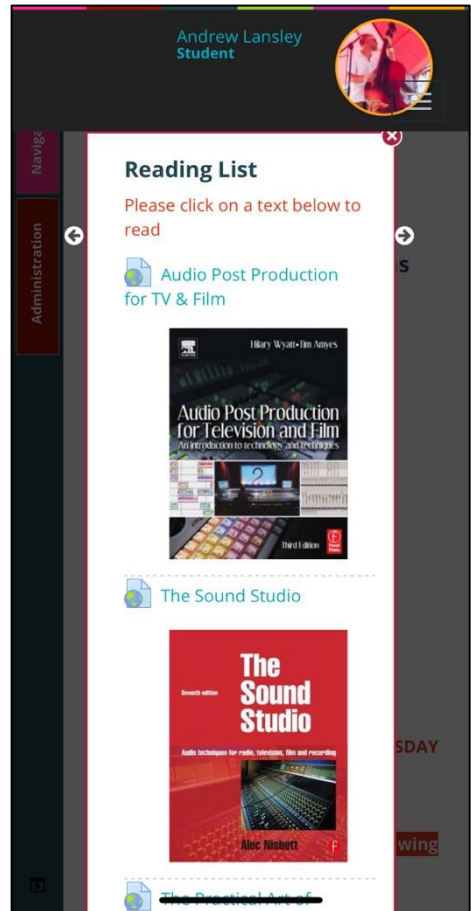 Andrew Lansley
Student
Naviga
Administration
Reading List
Please click on a text below to
read
s
Audio Post Production
for TV & Film
Hilary Wyatt • Tim Amyes
Audio Post Production
for Television and Film
An introduction to technology and techniques
Third Edition
Focal
Press
The Sound Studio
The
Sound
Studio
Seventh edition
Audio techniques for radio, television, film and recording
SDAY
Alec Nisbett
wing
The Practical Art of